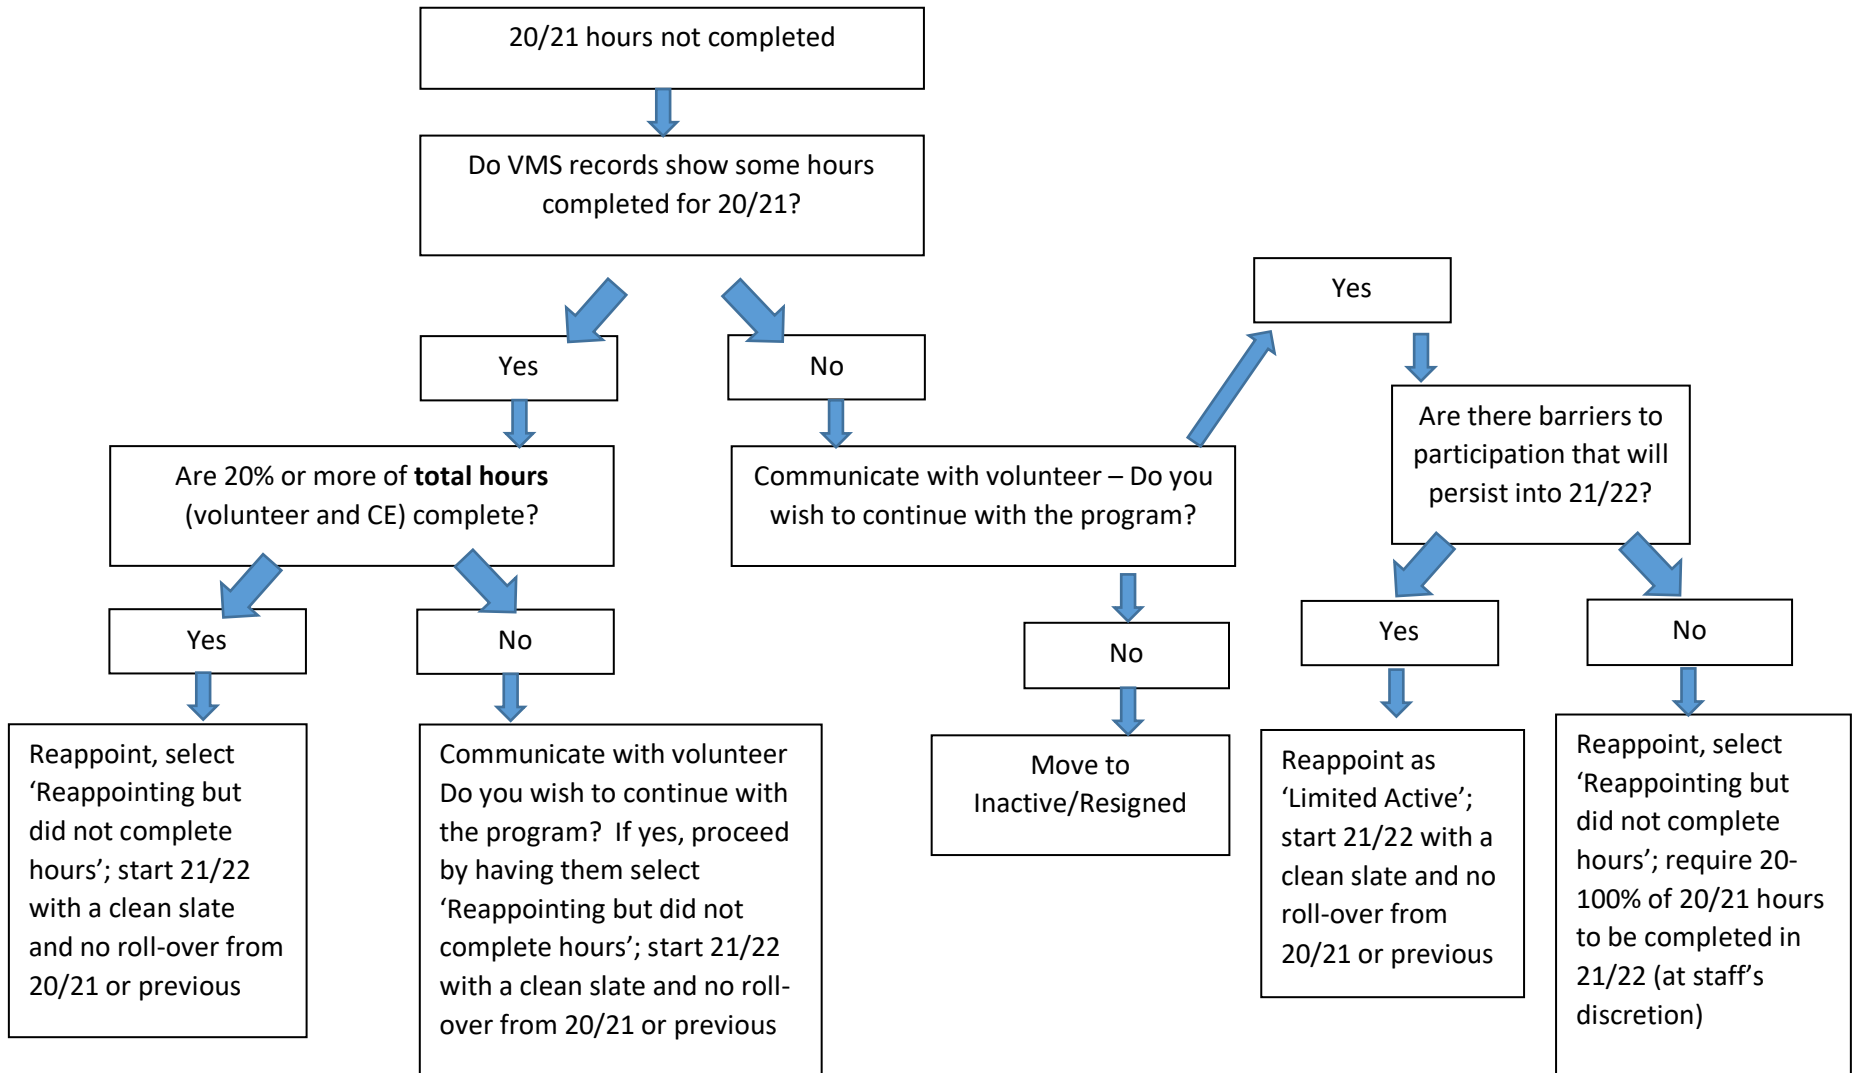 20/21 hours not completed
Do VMS records show some hours
completed for 20/21?
Yes
No
Are 20% or more of total hours
(volunteer and CE) complete?
Yes
No
Reappoint, select
‘Reappointing but
did not complete
hours’; start 21/22
with a clean slate
and no roll-over from
20/21 or previous
Communicate with volunteer
Do you wish to continue with
the program?  If yes, proceed
by having them select
‘Reappointing but did not
complete hours’; start 21/22
with a clean slate and no roll-
over from 20/21 or previous
Communicate with volunteer – Do you
wish to continue with the program?
No
Move to
Inactive/Resigned
Yes
Are there barriers to
participation that will
persist into 21/22?
Yes
No
Reappoint as
‘Limited Active’;
start 21/22 with a
clean slate and no
roll-over from
20/21 or previous
Reappoint, select
‘Reappointing but
did not complete
hours’; require 20-
100% of 20/21 hours
to be completed in
21/22 (at staff’s
discretion)